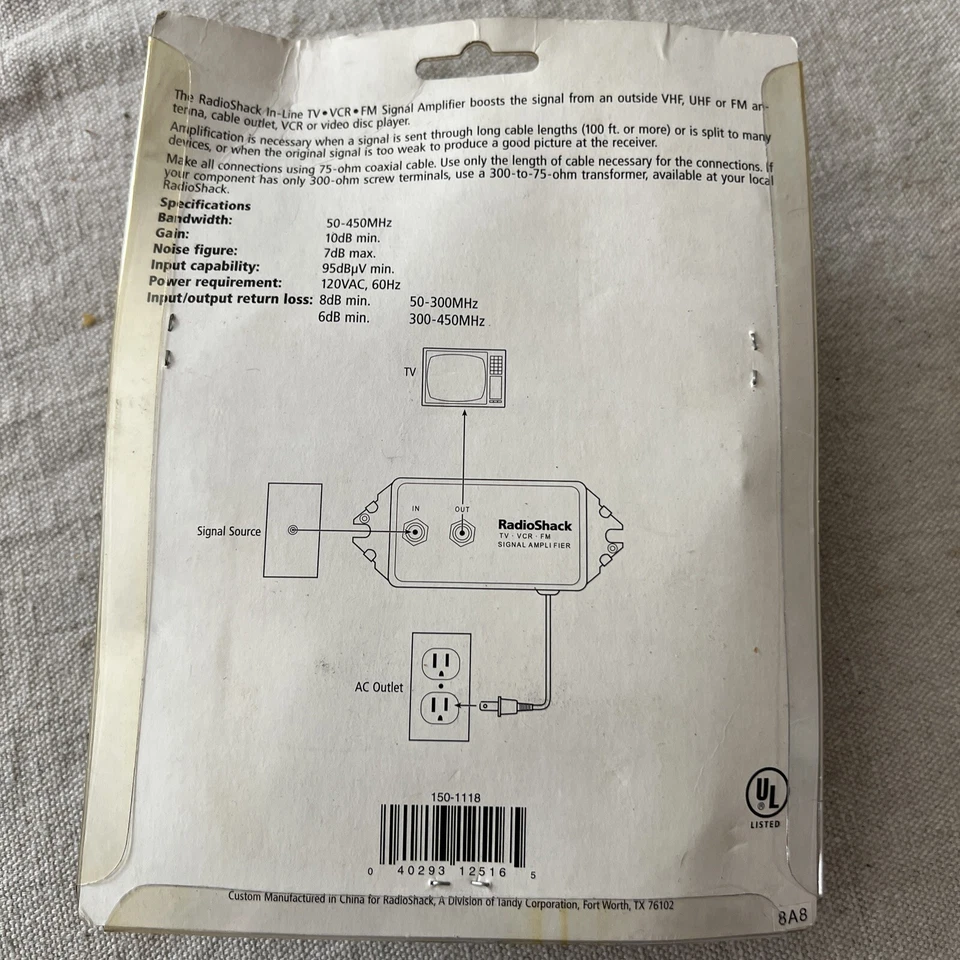 The RadioShack In-Line TV•VCR•FM Signal Amplifier boosts the signal from an outside VHF, UHF or FM an-
tenna, cable outlet, VCR or video disc player.
Amplification is necessary when a signal is sent through long cable lengths (100 ft. or more) or is split to many
devices, or when the original signal is too weak to produce a good picture at the receiver.
Make all connections using 75-ohm coaxial cable. Use only the length of cable necessary for the connections. If
your component has only 300-ohm screw terminals, use a 300-to-75-ohm transformer, available at your local
RadioShack.
Specifications
Bandwidth: 50-450MHz
Gain: 10dB min.
Noise figure: 7dB max.
Input capability: 95dBµV min.
Power requirement: 120VAC, 60Hz
Input/output return loss: 8dB min. 50-300MHz
6dB min. 300-450MHz
TV
IN OUT
RadioShack
TV · VCR · FM
SIGNAL AMPLIFIER
Signal Source
AC Outlet
150-1118
0 40293 12516 5
UL
®
LISTED
Custom Manufactured in China for RadioShack, A Division of Tandy Corporation, Fort Worth, TX 76102
8A8